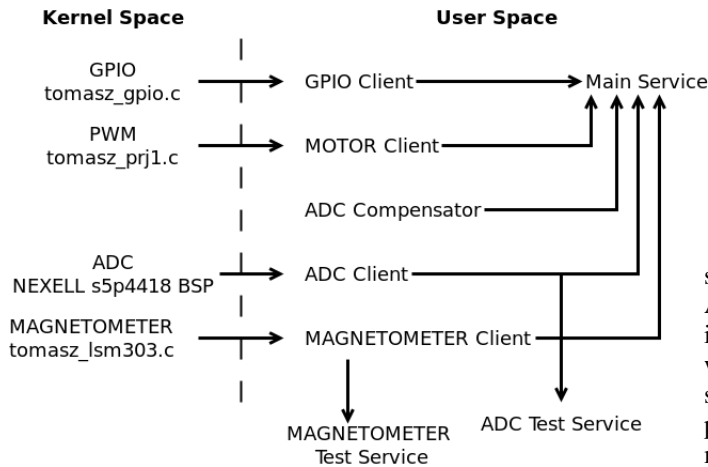 Kernel Space
User Space
GPIO
tomasz_gpio.c
GPIO Client
Main Service
PWM
tomasz_prj1.c
MOTOR Client
ADC Compensator
ADC
NEXELL s5p4418 BSP
ADC Client
MAGNETOMETER
tomasz_lsm303.c
MAGNETOMETER Client
MAGNETOMETER
Test Service
ADC Test Service